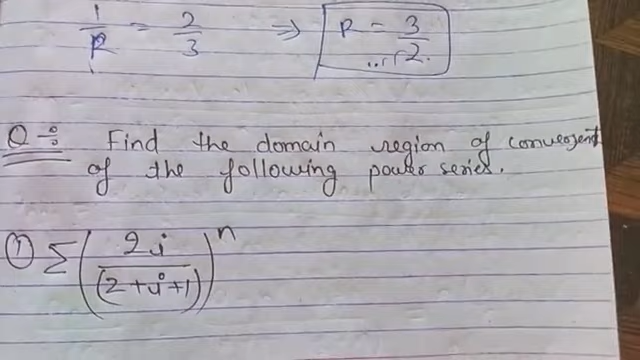 1/R = 2/3 ⇒ R = 3/2
Q ÷ Find the domain region of convergent
of the following power series.
① Σ (2i/(2+i+1))^n